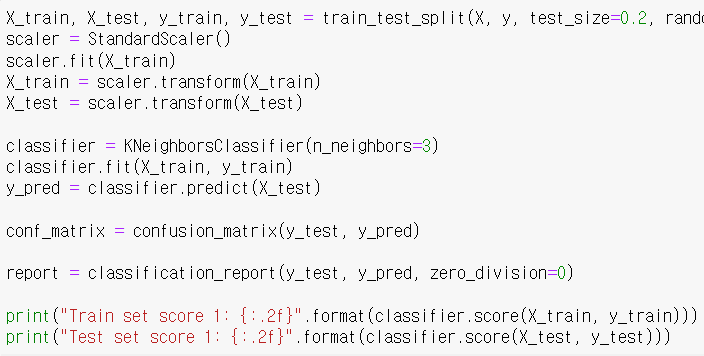 X_train, X_test, y_train, y_test = train_test_split(X, y, test_size=0.2,
scaler = StandardScaler()
scaler.fit(X_train)
X_train = scaler.transform(X_train)
X_test = scaler.transform(X_test)
classifier = KNeighborsClassifier(n_neighbors=3)
classifier.fit(X_train, y_train)
y_pred = classifier.predict(X_test)
conf_matrix = confusion_matrix(y_test, y_pred)
report = classification_report(y_test, y_pred, zero_division=0)
print("Train set score 1: {:.2f}".format(classifier.score(X_train, y_train)))
print("Test set score 1: {:.2f}".format(classifier.score(X_test, y_test)))